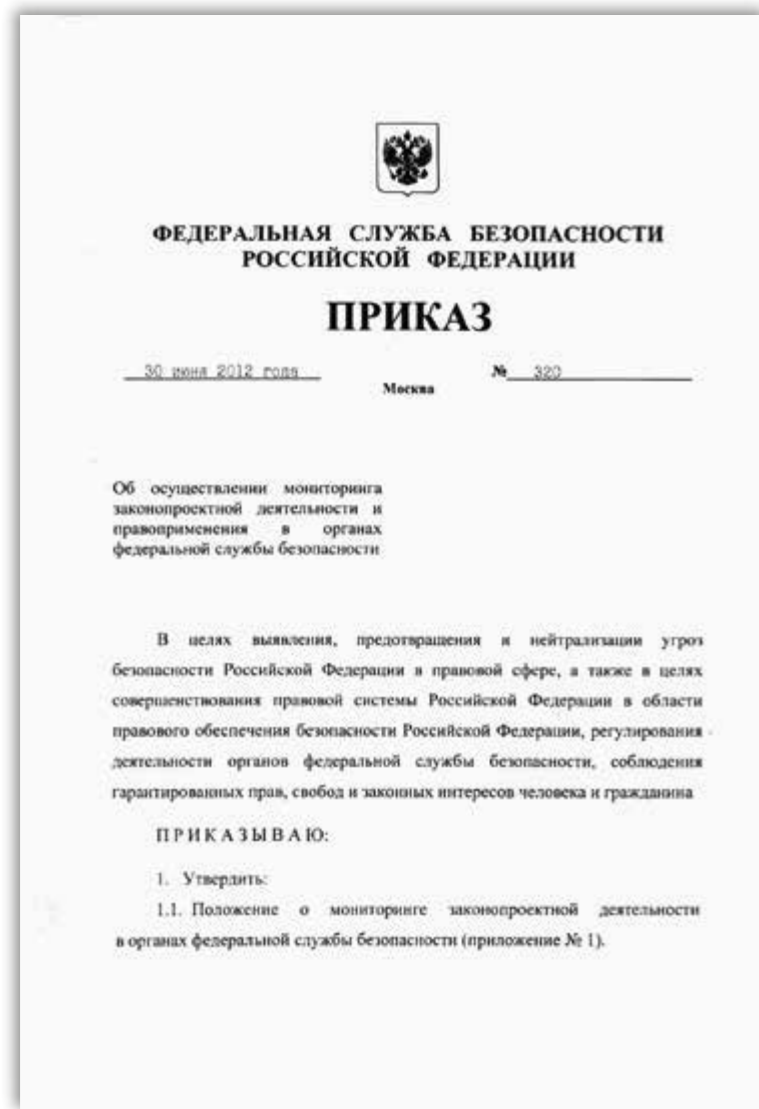 ФЕДЕРАЛЬНАЯ СЛУЖБА БЕЗОПАСНОСТИ
РОССИЙСКОЙ ФЕДЕРАЦИИ
ПРИКАЗ
30 июня 2012 года № 320
Москва
Об осуществлении мониторинга
законопроектной деятельности и
правоприменения в органах
федеральной службы безопасности
В целях выявления, предотвращения и нейтрализации угроз
безопасности Российской Федерации в правовой сфере, а также в целях
совершенствования правовой системы Российской Федерации в области
правового обеспечения безопасности Российской Федерации, регулирования
деятельности органов федеральной службы безопасности, соблюдения
гарантированных прав, свобод и законных интересов человека и гражданина
ПРИКАЗЫВАЮ:
1. Утвердить:
1.1. Положение о мониторинге законопроектной деятельности
в органах федеральной службы безопасности (приложение № 1).